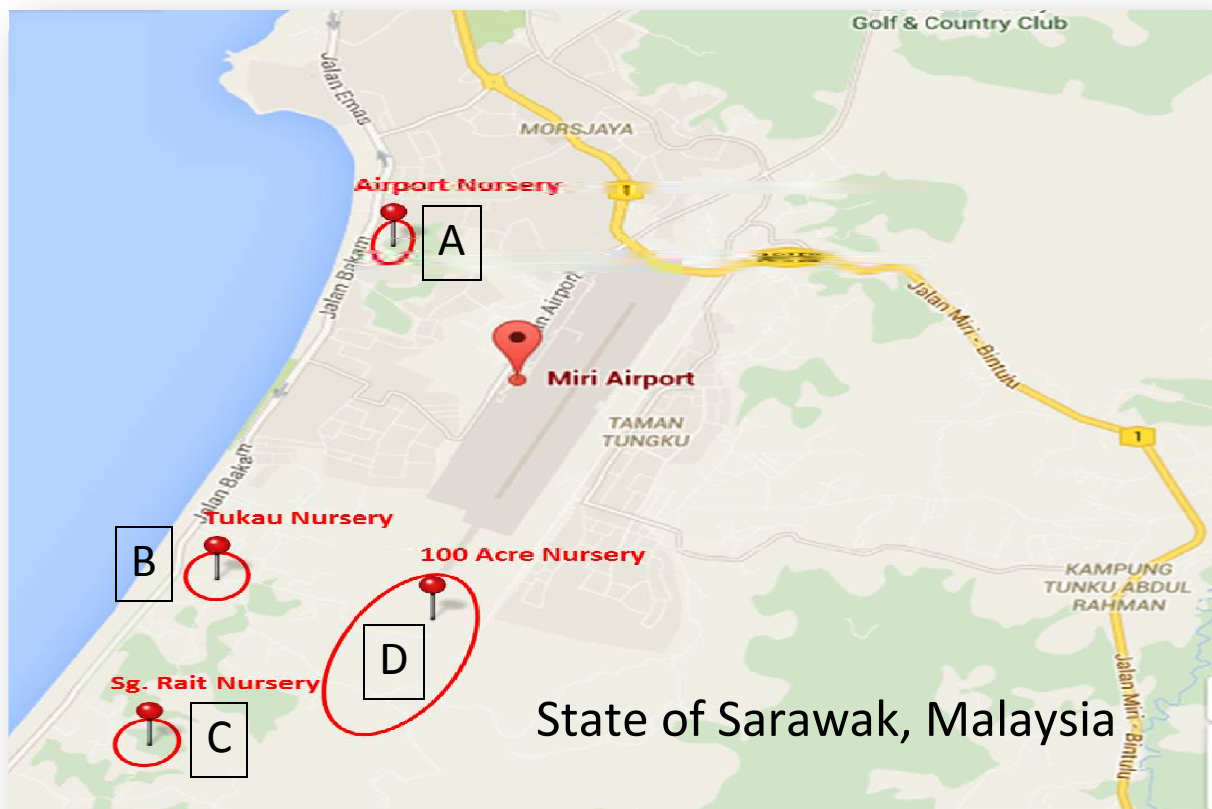 Golf & Country Club
Jalan Emas
MORSJAYA
1
Airport Nursery
A
Jalan Bakam
Airport
Jalan Miri - Bintulu
Miri Airport
TAMAN
TUNGKU
1
Jalan Bakam
Tukau Nursery
B
100 Acre Nursery
KAMPUNG
TUNKU ABDUL
RAHMAN
D
Sg. Rait Nursery
C
State of Sarawak, Malaysia
Jalan Miri - Bintulu